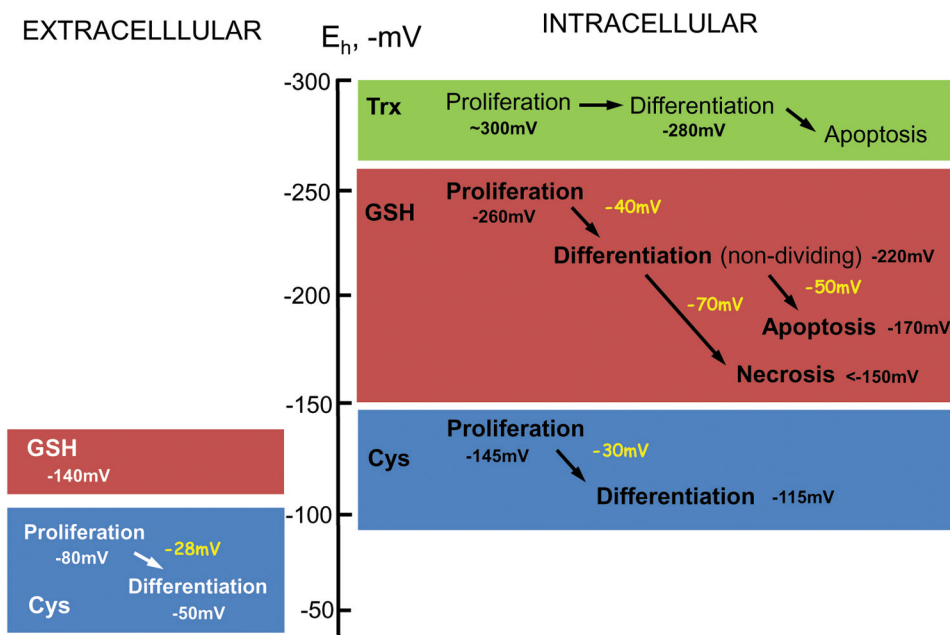 EXTRACELLLULAR
E_h, -mV
INTRACELLULAR
-300
-250
-200
-150
-100
-50
Trx
Proliferation
~300mV
Differentiation
-280mV
Apoptosis
GSH
Proliferation
-260mV
-40mV
Differentiation (non-dividing) -220mV
-70mV
-50mV
Apoptosis -170mV
Necrosis <-150mV
Cys
Proliferation
-145mV
-30mV
Differentiation -115mV
GSH
-140mV
Proliferation
-80mV
-28mV
Differentiation
-50mV
Cys